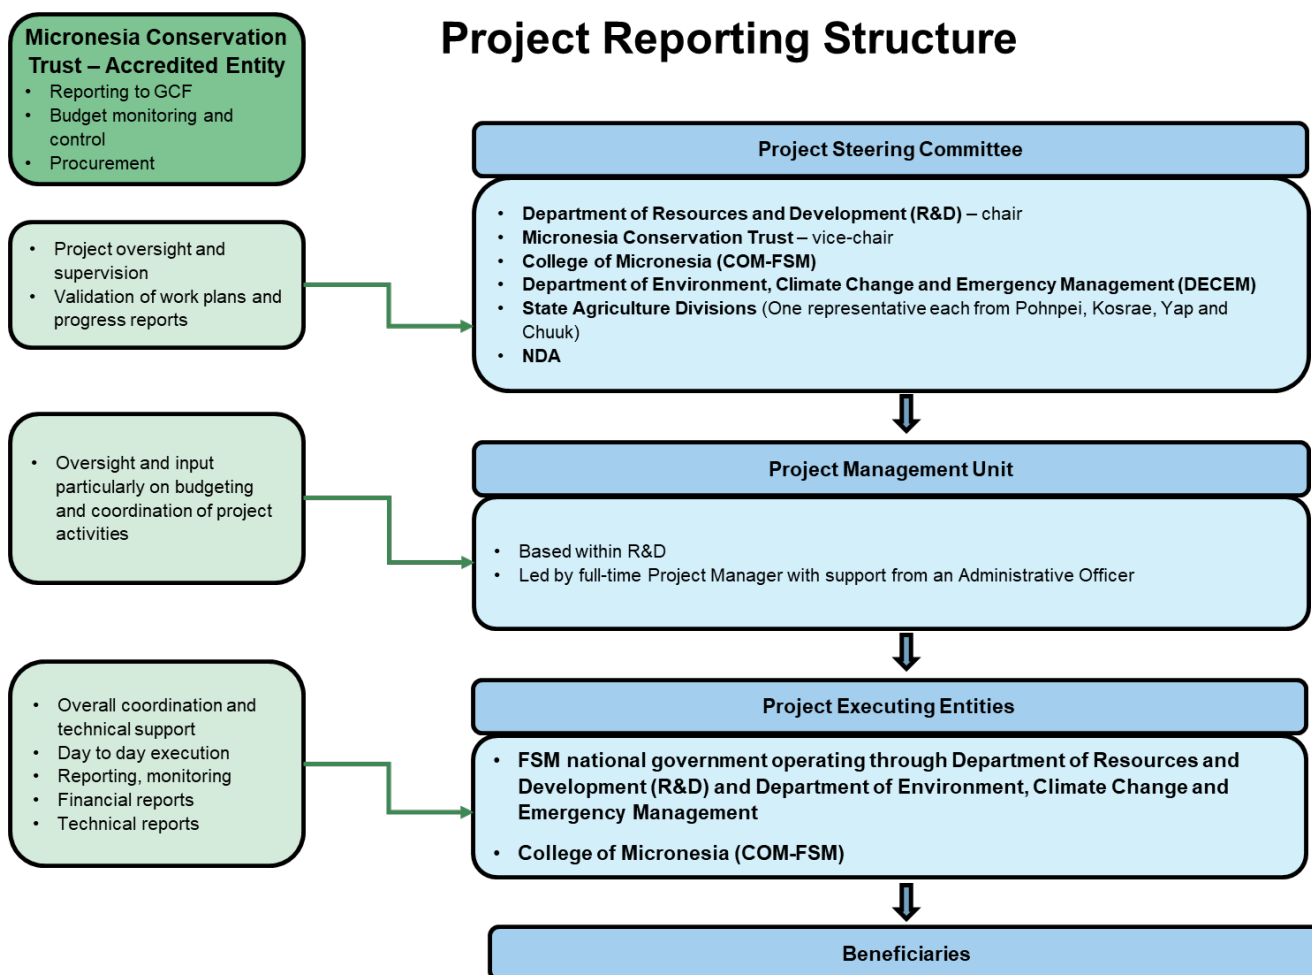 Project Reporting Structure
Micronesia Conservation
Trust – Accredited Entity
• Reporting to GCF
• Budget monitoring and
control
• Procurement
Project Steering Committee
• Department of Resources and Development (R&D) – chair
• Micronesia Conservation Trust – vice-chair
• College of Micronesia (COM-FSM)
• Department of Environment, Climate Change and Emergency Management (DECEM)
• State Agriculture Divisions (One representative each from Pohnpei, Kosrae, Yap and
Chuuk)
• NDA
• Project oversight and
supervision
• Validation of work plans and
progress reports
Project Management Unit
• Based within R&D
• Led by full-time Project Manager with support from an Administrative Officer
• Oversight and input
particularly on budgeting
and coordination of project
activities
Project Executing Entities
• FSM national government operating through Department of Resources and
Development (R&D) and Department of Environment, Climate Change and
Emergency Management
• College of Micronesia (COM-FSM)
• Overall coordination and
technical support
• Day to day execution
• Reporting, monitoring
• Financial reports
• Technical reports
Beneficiaries